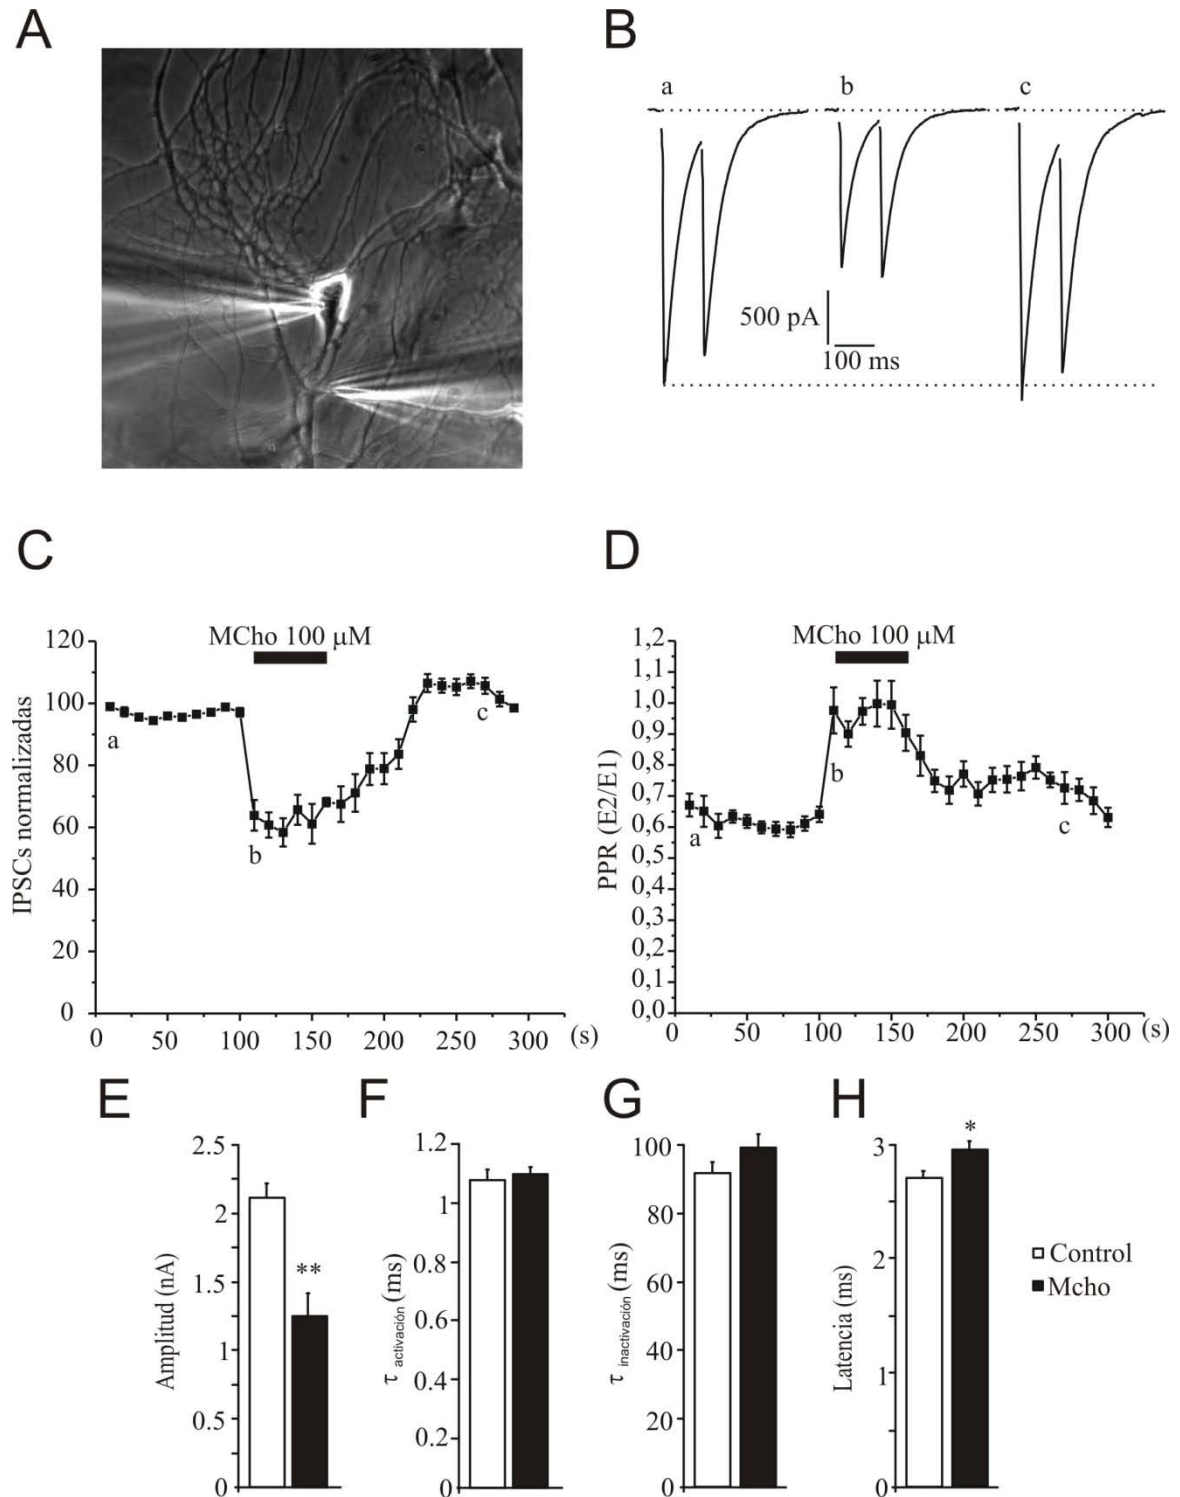 A
B
a
b
c
500 pA
100 ms
C
D
120
100
80
60
40
20
0
IPSCs normalizadas
MCho 100 μM
a
b
c
0
50
100
150
200
250
300
(s)
1,2
1,1
1,0
0,9
0,8
0,7
0,6
0,5
0,4
0,3
0,2
0,1
0,0
PPR (E2/E1)
MCho 100 μM
a
b
c
0
50
100
150
200
250
300
(s)
E
F
G
H
2.5
2
1.5
1
0.5
0
Amplitud (nA)
**
1.2
1
0.8
0.6
0.4
0.2
0
τ activación (ms)
100
80
60
40
20
0
τ inactivación (ms)
3
2
1
0
Latencia (ms)
*
Control
Mcho